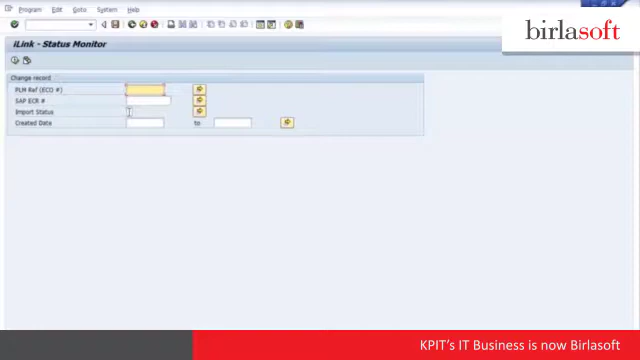 Program Edit Goto System Help
birlasoft
iLink - Status Monitor
Change record
PLM Ref (ECO #)
SAP ECR #
Import Status
Created Date to
KPIT's IT Business is now Birlasoft